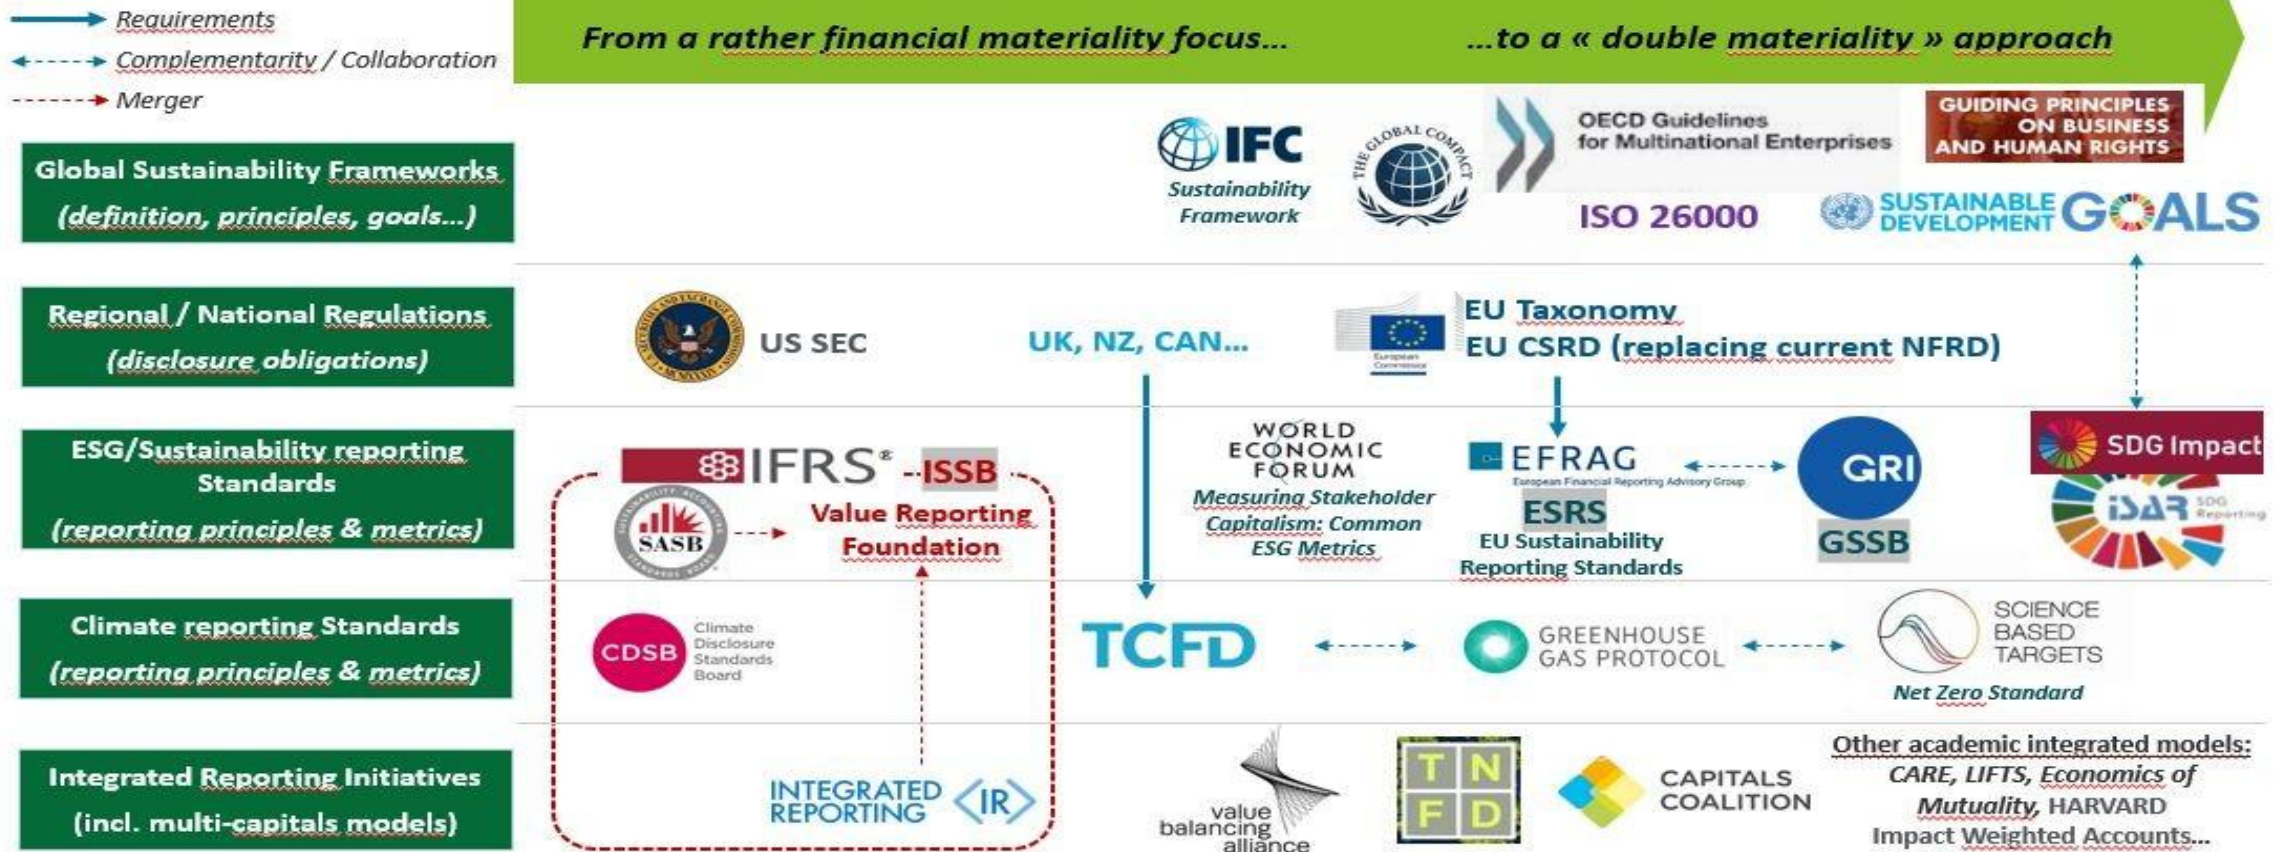 Requirements
Complementarity / Collaboration
Merger
From a rather financial materiality focus...
...to a « double materiality » approach
Global Sustainability Frameworks
(definition, principles, goals...)
IFC
Sustainability
Framework
THE GLOBAL COMPACT
OECD Guidelines
for Multinational Enterprises
ISO 26000
GUIDING PRINCIPLES
ON BUSINESS
AND HUMAN RIGHTS
SUSTAINABLE
DEVELOPMENT
GOALS
Regional / National Regulations
(disclosure obligations)
US SEC
UK, NZ, CAN...
European
Commission
EU Taxonomy
EU CSRD (replacing current NFRD)
ESG/Sustainability reporting
Standards
(reporting principles & metrics)
IFRS®
ISSB
SASB
Value Reporting
Foundation
WORLD
ECONOMIC
FORUM
Measuring Stakeholder
Capitalism: Common
ESG Metrics
EFRAG
European Financial Reporting Advisory Group
ESRS
EU Sustainability
Reporting Standards
GRI
GSSB
SDG Impact
iSAR
SDG
Reporting
Climate reporting Standards
(reporting principles & metrics)
CDSB
Climate
Disclosure
Standards
Board
TCFD
GREENHOUSE
GAS PROTOCOL
SCIENCE
BASED
TARGETS
Net Zero Standard
Integrated Reporting Initiatives
(incl. multi-capitals models)
INTEGRATED
REPORTING
<IR>
value
balancing
alliance
T N
F D
CAPITALS
COALITION
Other academic integrated models:
CARE, LIFTS, Economics of
Mutuality, HARVARD
Impact Weighted Accounts...